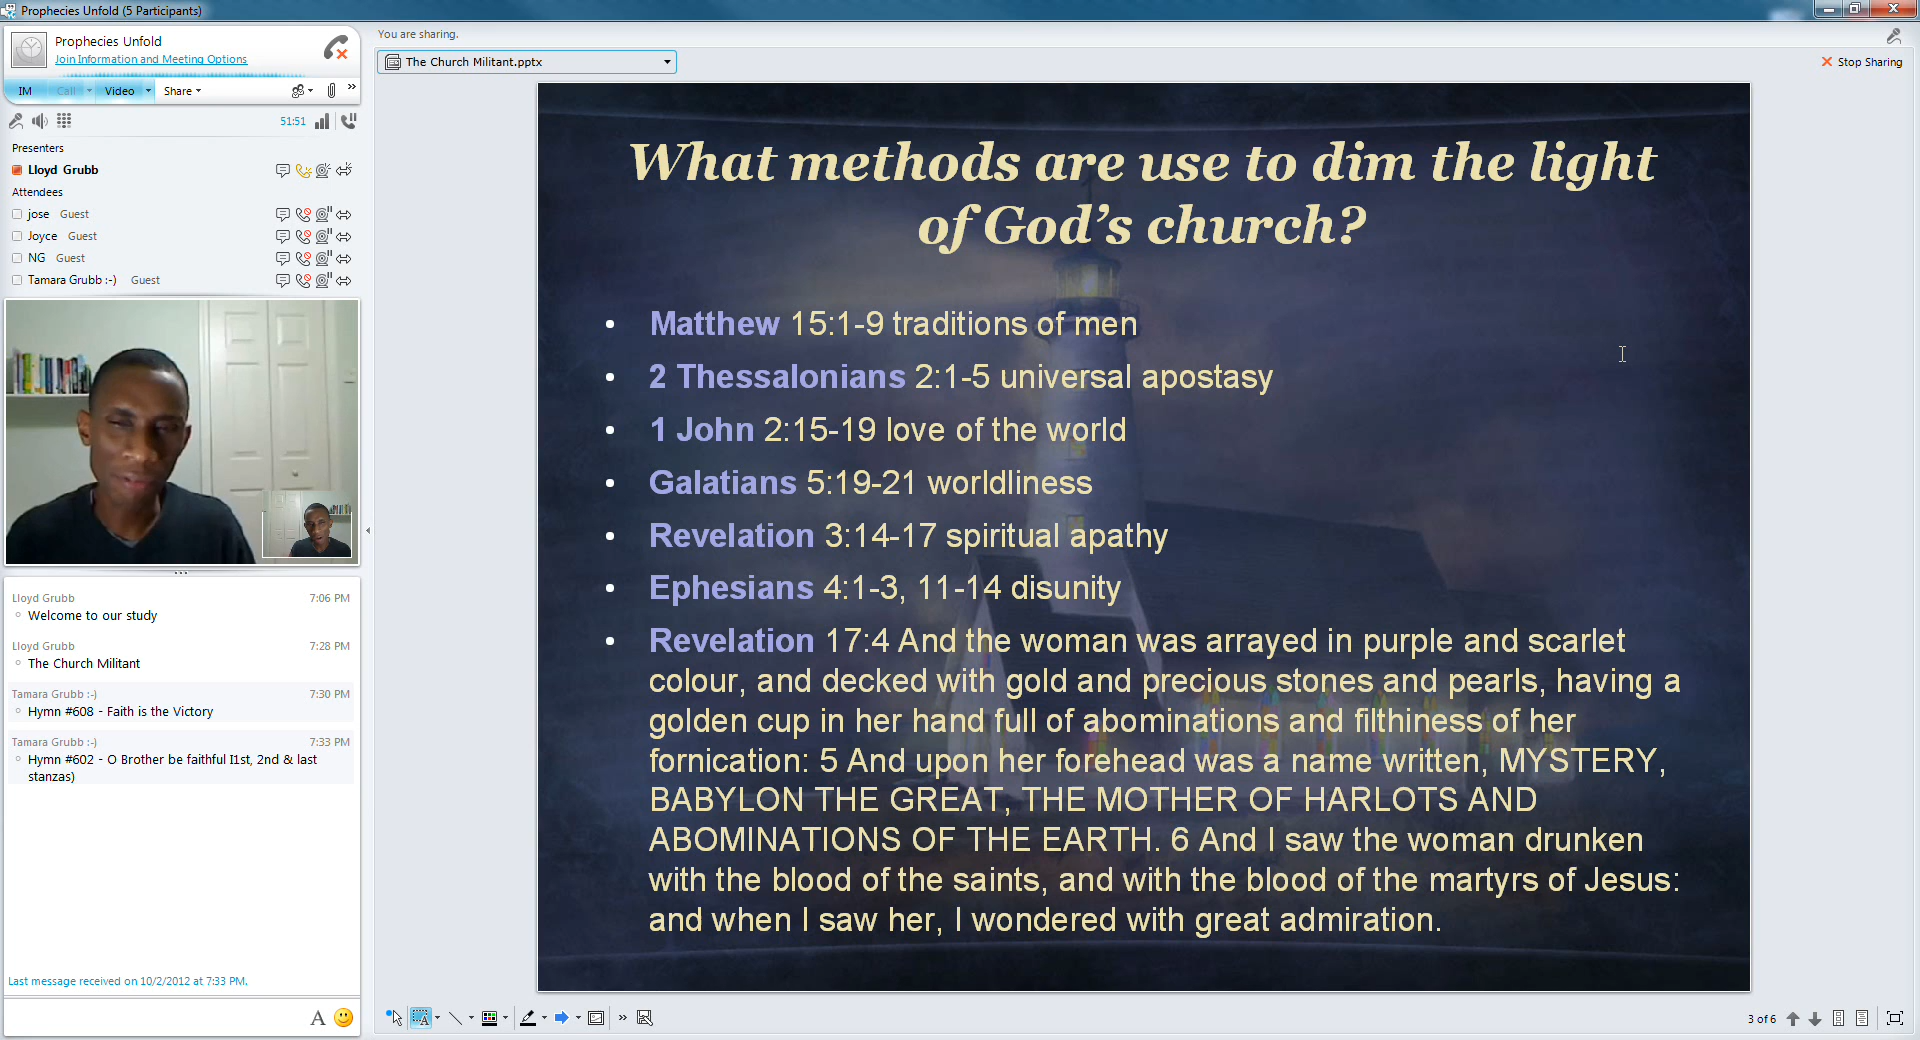 Prophecies Unfold (5 Participants)
Prophecies Unfold
Join Information and Meeting Options
IM
Call
Video
Share
»
51:51
Presenters
Lloyd Grubb
Attendees
jose Guest
Joyce Guest
NG Guest
Tamara Grubb :-) Guest
Lloyd Grubb 7:06 PM
Welcome to our study
Lloyd Grubb 7:28 PM
The Church Militant
Tamara Grubb :-) 7:30 PM
Hymn #608 - Faith is the Victory
Tamara Grubb :-) 7:33 PM
Hymn #602 - O Brother be faithful I1st, 2nd & last
stanzas)
Last message received on 10/2/2012 at 7:33 PM.
A
You are sharing.
The Church Militant.pptx
Stop Sharing
What methods are use to dim the light
of God's church?
• Matthew 15:1-9 traditions of men
• 2 Thessalonians 2:1-5 universal apostasy
• 1 John 2:15-19 love of the world
• Galatians 5:19-21 worldliness
• Revelation 3:14-17 spiritual apathy
• Ephesians 4:1-3, 11-14 disunity
• Revelation 17:4 And the woman was arrayed in purple and scarlet
colour, and decked with gold and precious stones and pearls, having a
golden cup in her hand full of abominations and filthiness of her
fornication: 5 And upon her forehead was a name written, MYSTERY,
BABYLON THE GREAT, THE MOTHER OF HARLOTS AND
ABOMINATIONS OF THE EARTH. 6 And I saw the woman drunken
with the blood of the saints, and with the blood of the martyrs of Jesus:
and when I saw her, I wondered with great admiration.
»
3 of 6